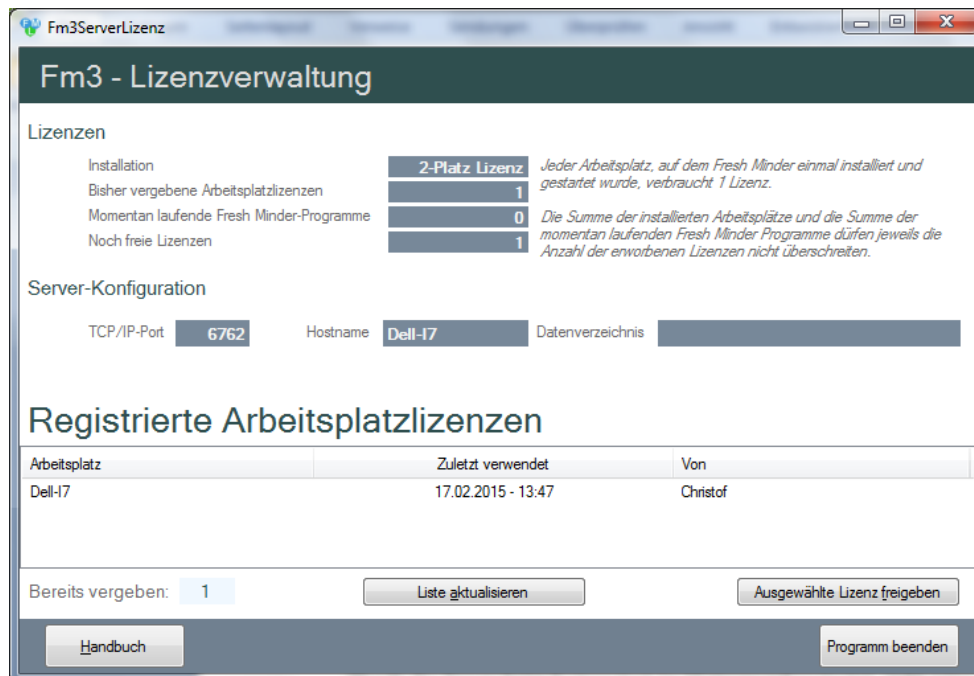 Fm3ServerLizenz
Fm3 - Lizenzverwaltung
Lizenzen
Installation 2-Platz Lizenz
Bisher vergebene Arbeitsplatzlizenzen 1
Momentan laufende Fresh Minder-Programme 0
Noch freie Lizenzen 1
Jeder Arbeitsplatz, auf dem Fresh Minder einmal installiert und
gestartet wurde, verbraucht 1 Lizenz.
Die Summe der installierten Arbeitsplätze und die Summe der
momentan laufenden Fresh Minder Programme dürfen jeweils die
Anzahl der erworbenen Lizenzen nicht überschreiten.
Server-Konfiguration
TCP/IP-Port 6762 Hostname Dell-I7 Datenverzeichnis
Registrierte Arbeitsplatzlizenzen
Arbeitsplatz Zuletzt verwendet Von
Dell-I7 17.02.2015 - 13:47 Christof
Bereits vergeben: 1 Liste aktualisieren Ausgewählte Lizenz freigeben
Handbuch Programm beenden